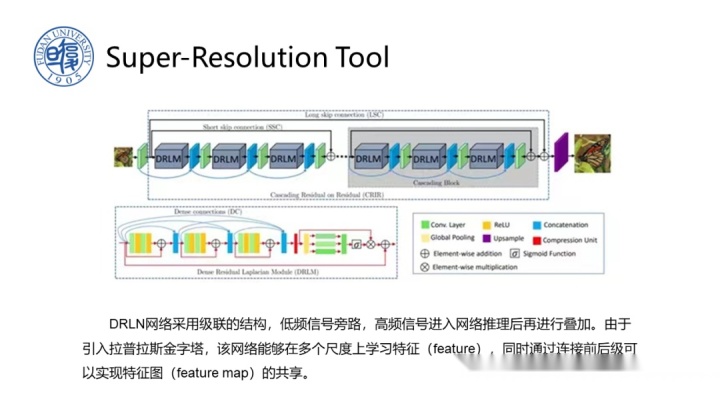 FUDAN UNIVERSITY
1905
Super-Resolution Tool
Long skip connection (LSC)
Short skip connection (SSC)
DRLM DRLM DRLM DRLM DRLM DRLM
Cascading Block
Cascading Residual on Residual (CRIR)
Dense connections (DC)
σ
Dense Residual Laplacian Module (DRLM)
Conv. Layer ReLU Concatenation
Global Pooling Upsample Compression Unit
Element-wise addition σ Sigmoid Function
Element-wise multiplication
DRLN网络采用级联的结构，低频信号旁路，高频信号进入网络推理后再进行叠加。由于
引入拉普拉斯金字塔，该网络能够在多个尺度上学习特征（feature），同时通过连接前后级可
以实现特征图（feature map）的共享。